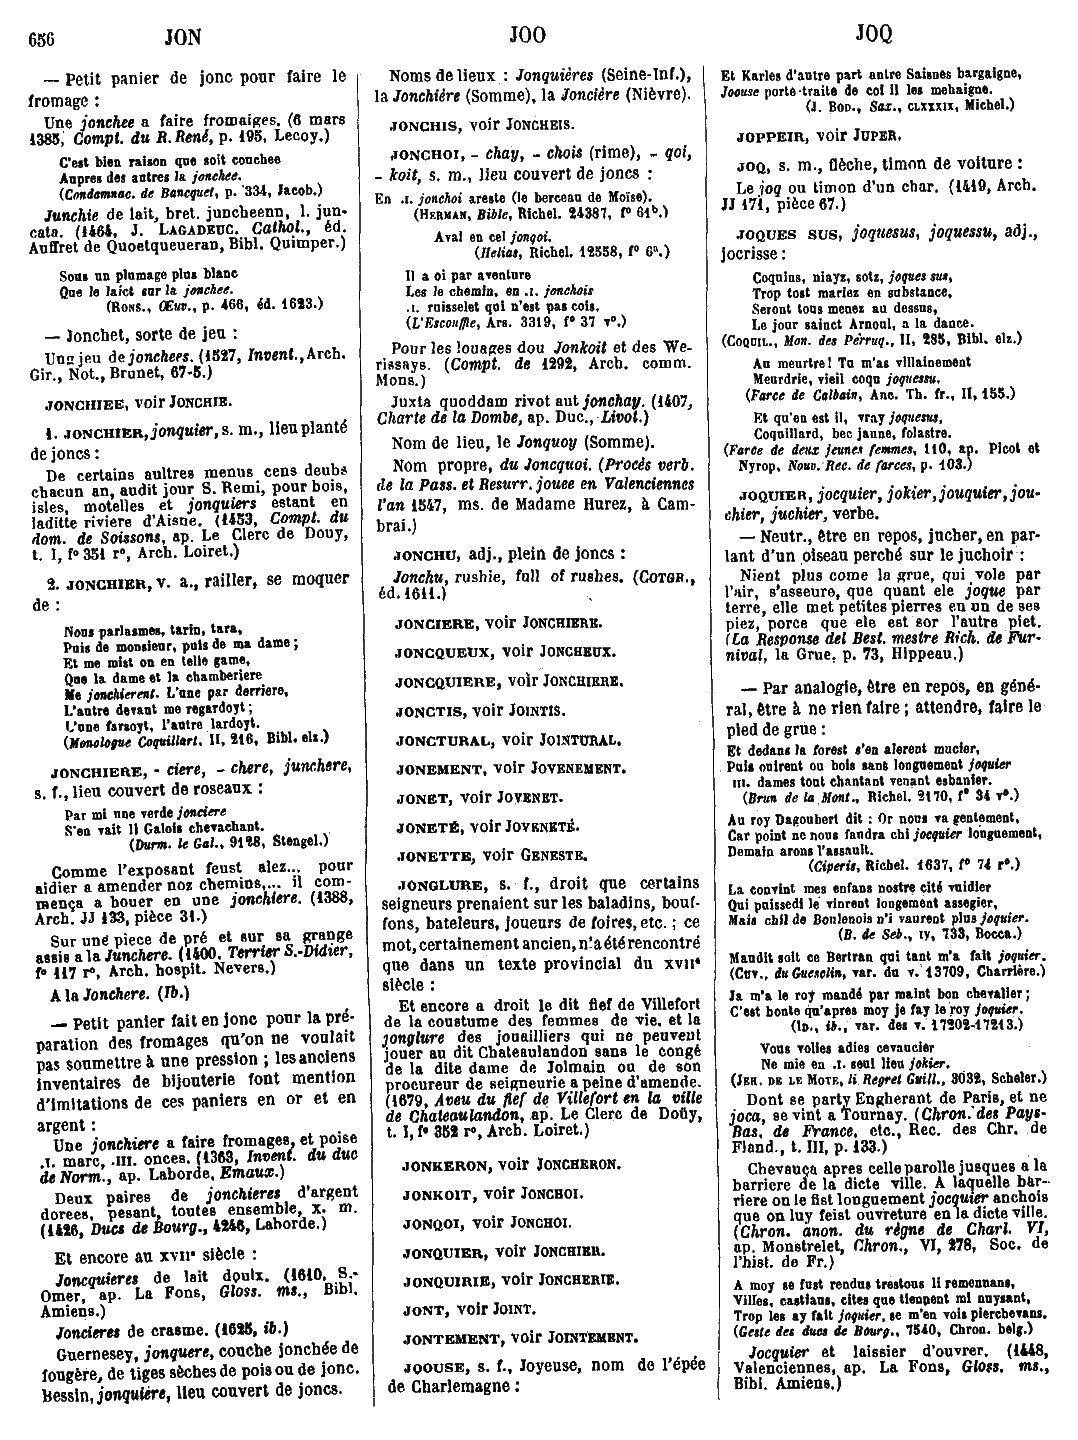 656 JON JOO JOQ
— Petit panier de jonc pour faire le
fromage :
Une jonchee a faire fromaiges. (6 mars
1385, Compt. du R. René, p. 195, Lecoy.)
C'est bien raison que soit couchee
Aupres des autres la jonchee.
(Condamnac. de Bancquet, p. 334, Jacob.)
Junchie de lait, bret. juncheenn, l. jun-
cata. (1464, J. LAGADEUC. Cathol., éd.
Auffret de Quoetqueueran, Bibl. Quimper.)
Sous un plumage plus blanc
Que le laict sur la jonchee.
(RONS., Œuv., p. 466, éd. 1623.)
— Jonchet, sorte de jeu :
Ung jeu de jonchees. (1527, Invent., Arch.
Gir., Not., Brunet, 67-5.)
JONCHIEE, voir JONCHIE.
1. JONCHIER, jonquier, s. m., lieu planté
de joncs :
De certains aultres menus cens deubs
chacun an, audit jour S. Remi, pour bois,
isles, motelles et jonquiers estant en
laditte riviere d'Aisne. (1453, Compt. du
dom. de Soissons, ap. Le Clerc de Douy,
t. I, f° 351 r°, Arch. Loiret.)
2. JONCHIER, v. a., railler, se moquer
de :
Nous parlasmes, tarin, tara,
Puis de monsieur, puis de ma dame ;
Et me mist on en telle game,
Que la dame et la chamberiere
Me jonchierent. L'une par derriere,
L'autre devant me regardoyt ;
L'une farsoyt, l'autre lardoyt.
(Monologue Coquillart, II, 216, Bibl. elz.)
JONCHIERE, - ciere, - chere, junchere,
s. f., lieu couvert de roseaux :
Par mi une verde jonciere
S'en vait li Galois chevachant.
(Durm. le Gal., 9128, Stengel.)
Comme l'exposant feust alez... pour
aidier a amender noz chemins,... il com-
mença a houer en une jonchiere. (1388,
Arch. JJ 133, pièce 31.)
Sur une piece de pré et sur sa grange
assis a la Junchere. (1400, Terrier S.-Didier,
f° 117 r°, Arch. hospit. Nevers.)
A la Jonchere. (Ib.)
— Petit panier fait en jonc pour la pré-
paration des fromages qu'on ne voulait
pas soumettre à une pression ; les anciens
inventaires de bijouterie font mention
d'imitations de ces paniers en or et en
argent :
Une jonchiere a faire fromages, et poise
.I. marc, .III. onces. (1363, Invent. du duc
de Norm., ap. Laborde, Emaux.)
Deux paires de jonchieres d'argent
dorees, pesant, toutes ensemble, x. m.
(1426, Ducs de Bourg., 4246, Laborde.)
Et encore au XVII° siècle :
Joncquieres de lait doulx. (1610, S.-
Omer, ap. La Fons, Gloss. ms., Bibl.
Amiens.)
Joncieres de crasme. (1625, ib.)
Guernesey, jonquere, couche jonchée de
fougère, de tiges sèches de pois ou de jonc.
Bessin, jonquière, lieu couvert de joncs.
Noms de lieux : Jonquières (Seine-Inf.),
la Jonchière (Somme), la Joncière (Nièvre).
JONCHIS, voir JONCHEIS.
JONCHOI, - chay, - chois (rime), - qoi,
- koit, s. m., lieu couvert de joncs :
En .I. jonchoi areste (le berceau de Moïse).
(HERMAN, Bible, Richel. 24387, f° 61b.)
Aval en cel jonqoi.
(Helias, Richel. 12558, f° 6a.)
Il a oi par aventure
Les le chemin, en .I. jonchois
.I. ruisselet qui n'est pas cois.
(L'Escouffle, Ars. 3319, f° 37 v°.)
Pour les louages dou Jonkoit et des We-
rissays. (Compt. de 1292, Arch. comm.
Mons.)
Juxta quoddam rivot aut jonchay. (1407,
Charte de la Dombe, ap. Duc., Livot.)
Nom de lieu, le Jonquoy (Somme).
Nom propre, du Joncquoi. (Procés verb.
de la Pass. et Resurr. jouee en Valenciennes
l'an 1547, ms. de Madame Hurez, à Cam-
brai.)
JONCHU, adj., plein de joncs :
Jonchu, rushie, full of rushes. (COTGR.,
éd. 1611.)
JONCIERE, voir JONCHIERE.
JONCQUEUX, voir JONCHEUX.
JONCQUIERE, voir JONCHIERE.
JONCTIS, voir JOINTIS.
JONCTURAL, voir JOINTURAL.
JONEMENT, voir JOVENEMENT.
JONET, voir JOVENET.
JONETÉ, voir JOVENETÉ.
JONETTE, voir GENESTE.
JONGLURE, s. f., droit que certains
seigneurs prenaient sur les baladins, bouf-
fons, bateleurs, joueurs de foires, etc. ; ce
mot, certainement ancien, n'a été rencontré
que dans un texte provincial du XVII°
siècle :
Et encore a droit le dit fief de Villefort
de la coustume des femmes de vie, et la
jonglure des jouailliers qui ne peuvent
jouer au dit Chateaulandon sans le congé
de la dite dame de Jolmain ou de son
procureur de seigneurie a peine d'amende.
(1679, Aveu du fief de Villefort en la ville
de Chateaulandon, ap. Le Clerc de Doüy,
t. I, f° 352 r°, Arch. Loiret.)
JONKERON, voir JONCHERON.
JONKOIT, voir JONCHOI.
JONQOI, voir JONCHOI.
JONQUIER, voir JONCHIER.
JONQUIRIE, voir JONCHERIE.
JONT, voir JOINT.
JONTEMENT, voir JOINTEMENT.
JOOUSE, s. f., Joyeuse, nom de l'épée
de Charlemagne :
Et Karles d'autre part antre Saisnes bargaigne,
Joouse porte traite de coi il les mehaigne.
(J. BOD., Sax., CLXXXIX, Michel.)
JOPPEIR, voir JUPER.
JOQ, s. m., flèche, timon de voiture :
Le joq ou timon d'un char. (1419, Arch.
JJ 171, pièce 67.)
JOQUES SUS, joquesus, joquessu, adj.,
jocrisse :
Coquins, niayz, sotz, joques sus,
Trop tost mariez en substance,
Seront tous menez au dessus,
Le jour sainct Arnoul, a la dance.
(COQUIL., Mon. des Perruq., II, 285, Bibl. elz.)
Au meurtre ! Tu m'as villainement
Meurdrie, vieil coqu joquessu.
(Farce de Calbain, Anc. Th. fr., II, 155.)
Et qu'en est il, vray joquesus,
Coquillard, bec jaune, folastre.
(Farce de deux jeunes femmes, 110, ap. Picot et
Nyrop, Nouv. Rec. de farces, p. 103.)
JOQUIER, jocquier, jokier, jouquier, jou-
chier, juchier, verbe.
— Neutr., être en repos, jucher, en par-
lant d'un oiseau perché sur le juchoir :
Nient plus come la grue, qui vole par
l'air, s'asseure, que quant ele joque par
terre, elle met petites pierres en un de ses
piez, porce que ele est sor l'autre piet.
(La Response del Best. mestre Rich. de Fur-
nival, la Grue, p. 73, Hippeau.)
— Par analogie, être en repos, en géné-
ral, être à ne rien faire ; attendre, faire le
pied de grue :
Et dedans la forest s'en alerent mucier,
Puis ouirent ou bois sans longuement joquier
III. dames tout chantant venant esbanier.
(Brun de la Mont., Richel. 2170, f° 34 v°.)
Au roy Dagoubert dit : Or nous va gentement,
Car point ne nous faudra chi jocquier longuement,
Demain arons l'assault.
(Ciperis, Richel. 1637, f° 74 r°.)
La convint mes enfans nostre cité vuidier
Qui puissedi le vinrent longement assegier,
Mais chil de Boulenois n'i vaurent plus joquier.
(B. de Seb., IV, 733, Bocca.)
Maudit soit ce Bertran qui tant m'a fait joquier.
(CUV., du Guesclin, var. du v. 13709, Charrière.)
Ja m'a le roy mandé par maint bon chevalier ;
C'est honte qu'apres moy je fay le roy joquier.
(ID., ib., var. des v. 17202-17213.)
Vous voliés adiés cevaucier
Ne mie en .I. seul lieu jokier.
(JEH. DE LE MOTE, li Regret Guill., 3032, Scheler.)
Dont se party Engherant de Paris, et ne
joca, se vint a Tournay. (Chron. des Pays-
Bas, de France, etc., Rec. des Chr. de
Fland., t. III, p. 133.)
Chevauça apres celle parolle jusques a la
barriere de la dicte ville. A laquelle bar-
riere on le fist longuement jocquier anchois
que on luy feist ouvreture en la dicte ville.
(Chron. anon. du règne de Charl. VI,
ap. Monstrelet, Chron., VI, 278, Soc. de
l'hist. de Fr.)
A moy se fust rendus trestous li remennans,
Villes, castiaus, cites que tienpent mi nuysant,
Trop les ay fait joquier, se m'en vois pierchevans.
(Geste des ducs de Bourg., 7540, Chron. belg.)
Jocquier et laissier d'ouvrer. (1448,
Valenciennes, ap. La Fons, Gloss. ms.,
Bibl. Amiens.)